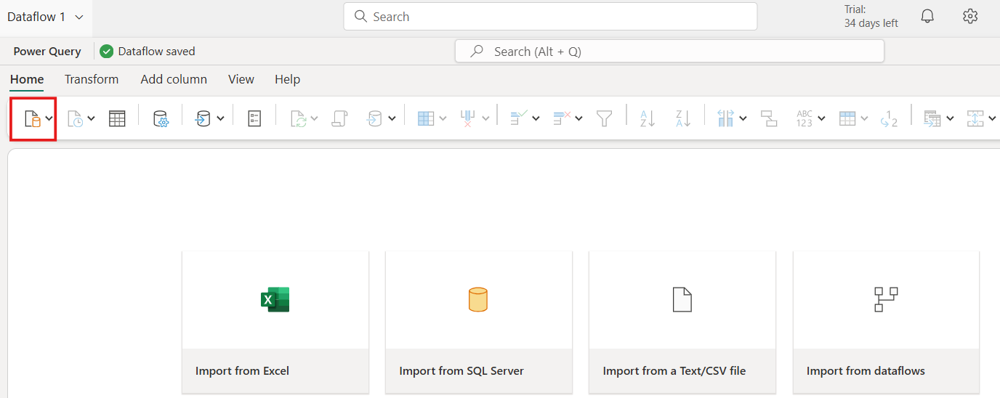 Dataflow 1
Search
Trial:
34 days left
Power Query
Dataflow saved
Search (Alt + Q)
Home Transform Add column View Help
A Z
Z A
ABC
123
1 2
X
Import from Excel
Import from SQL Server
Import from a Text/CSV file
Import from dataflows